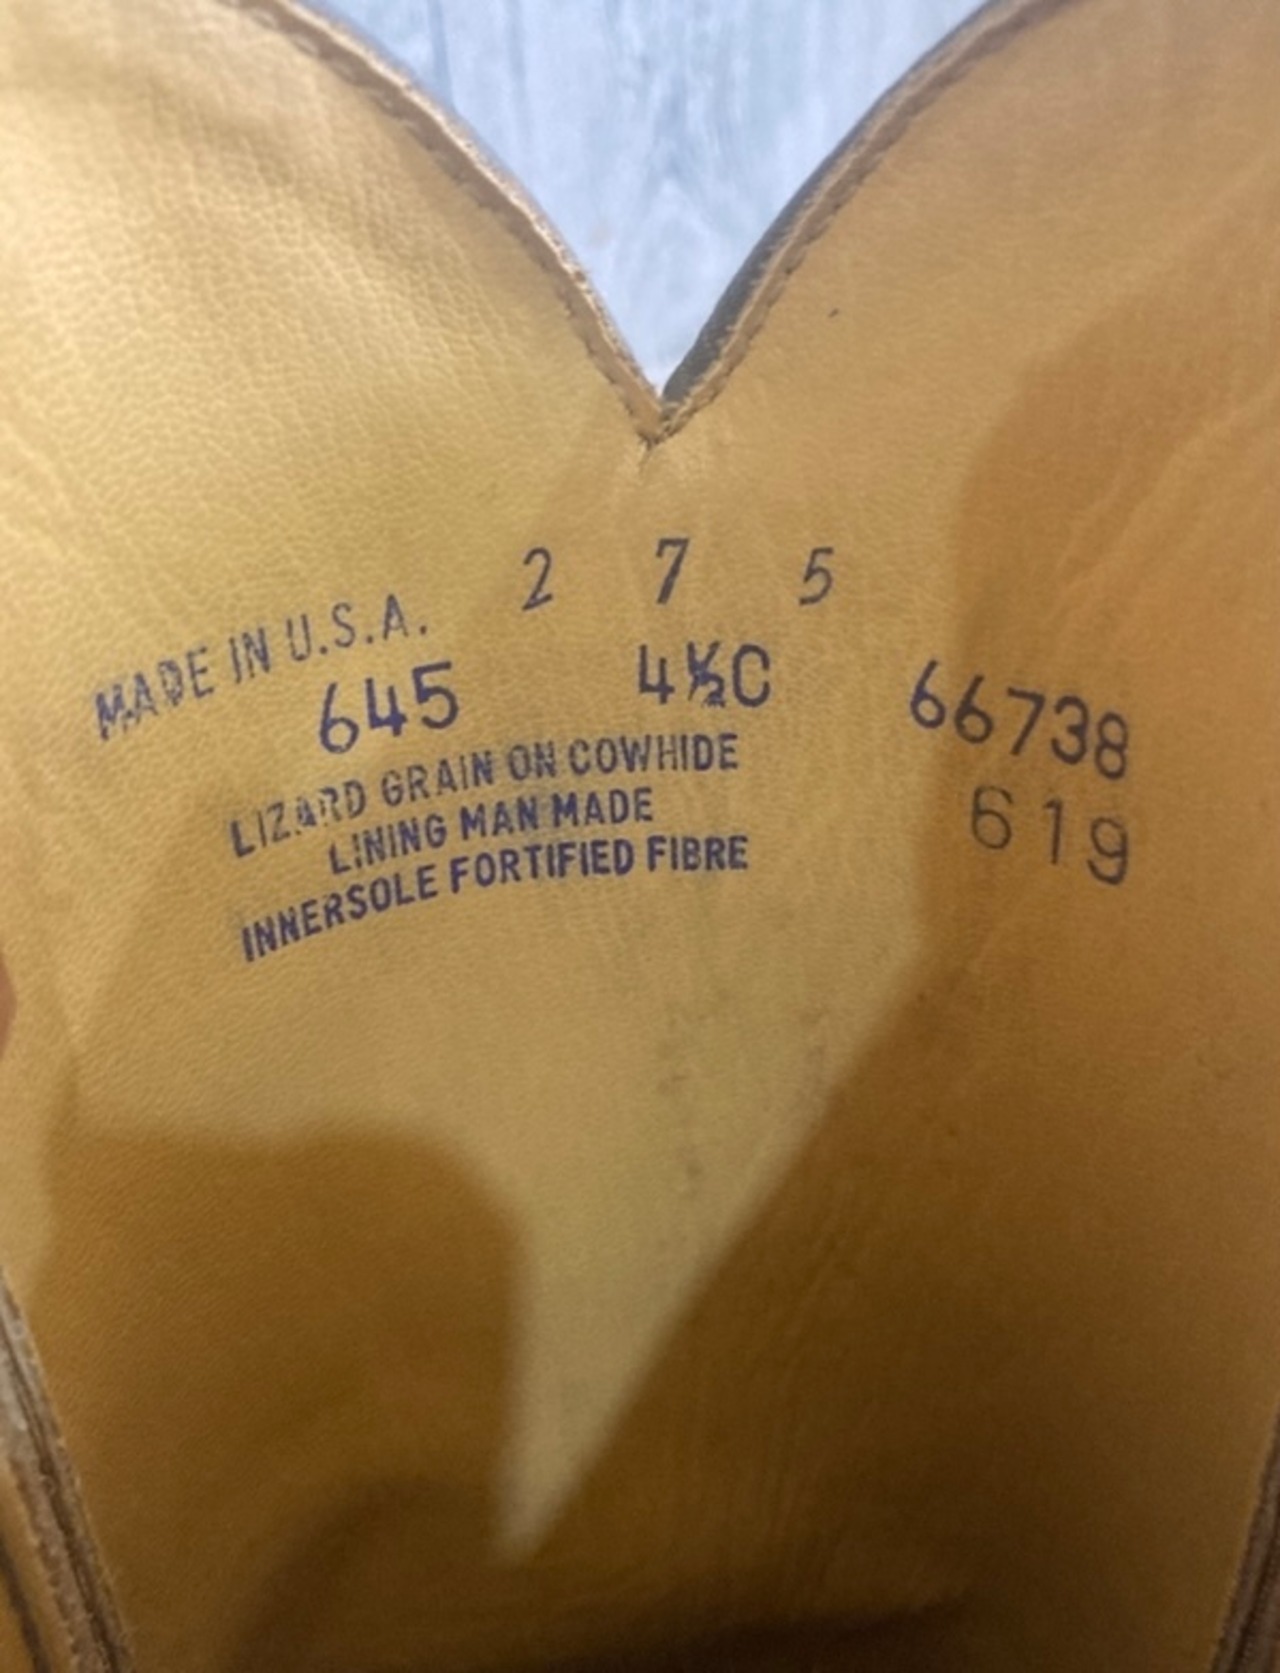 2 7 5
MADE IN U.S.A.
645 4½C 66738
LIZARD GRAIN ON COWHIDE
619
LINING MAN MADE
INNERSOLE FORTIFIED FIBRE